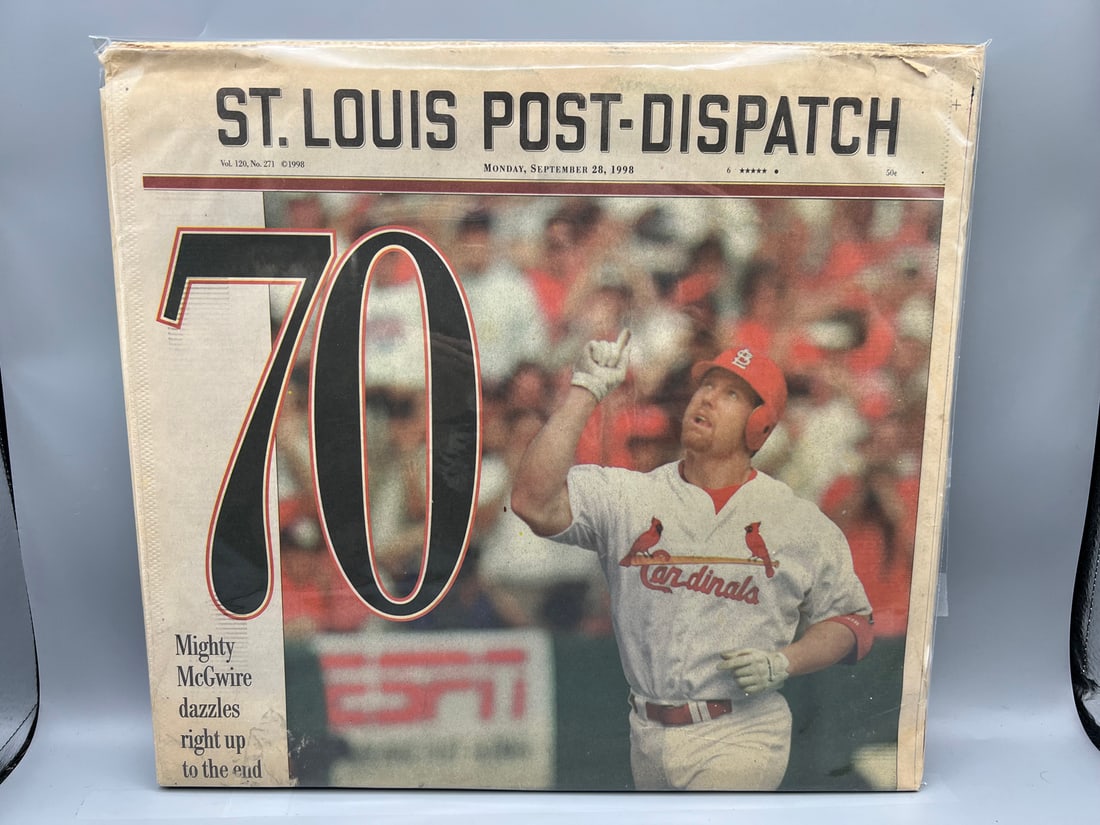 ST. LOUIS POST-DISPATCH
Vol. 120, No. 271 ©1998
MONDAY, SEPTEMBER 28, 1998
6 ★★★★★ •
50¢
70
Cardinals
ESPN
Mighty
McGwire
dazzles
right up
to the end